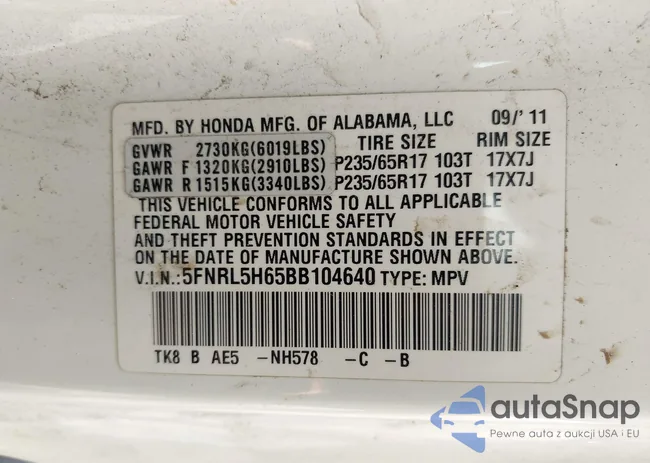 MFD. BY HONDA MFG. OF ALABAMA, LLC 09/' 11
GVWR 2730KG(6019LBS) TIRE SIZE RIM SIZE
GAWR F 1320KG(2910LBS) P235/65R17 103T 17X7J
GAWR R 1515KG(3340LBS) P235/65R17 103T 17X7J
THIS VEHICLE CONFORMS TO ALL APPLICABLE
FEDERAL MOTOR VEHICLE SAFETY
AND THEFT PREVENTION STANDARDS IN EFFECT
ON THE DATE OF MANUFACTURE SHOWN ABOVE.
V.I.N.:5FNRL5H65BB104640 TYPE: MPV
TK8 B AE5 -NH578 -C -B
autaSnap
Pewne auta z aukcji USA i EU